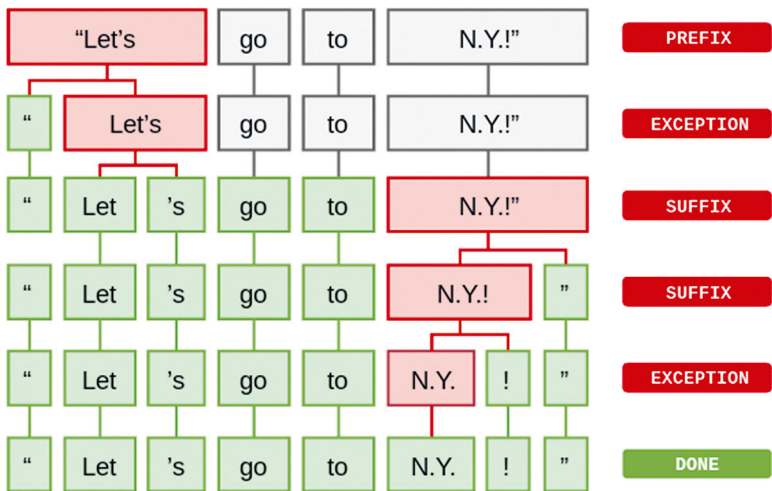 “Let’s go to N.Y.!” PREFIX
“ Let’s go to N.Y.!” EXCEPTION
“ Let ’s go to N.Y.!” SUFFIX
“ Let ’s go to N.Y.! ” SUFFIX
“ Let ’s go to N.Y. ! ” EXCEPTION
“ Let ’s go to N.Y. ! ” DONE